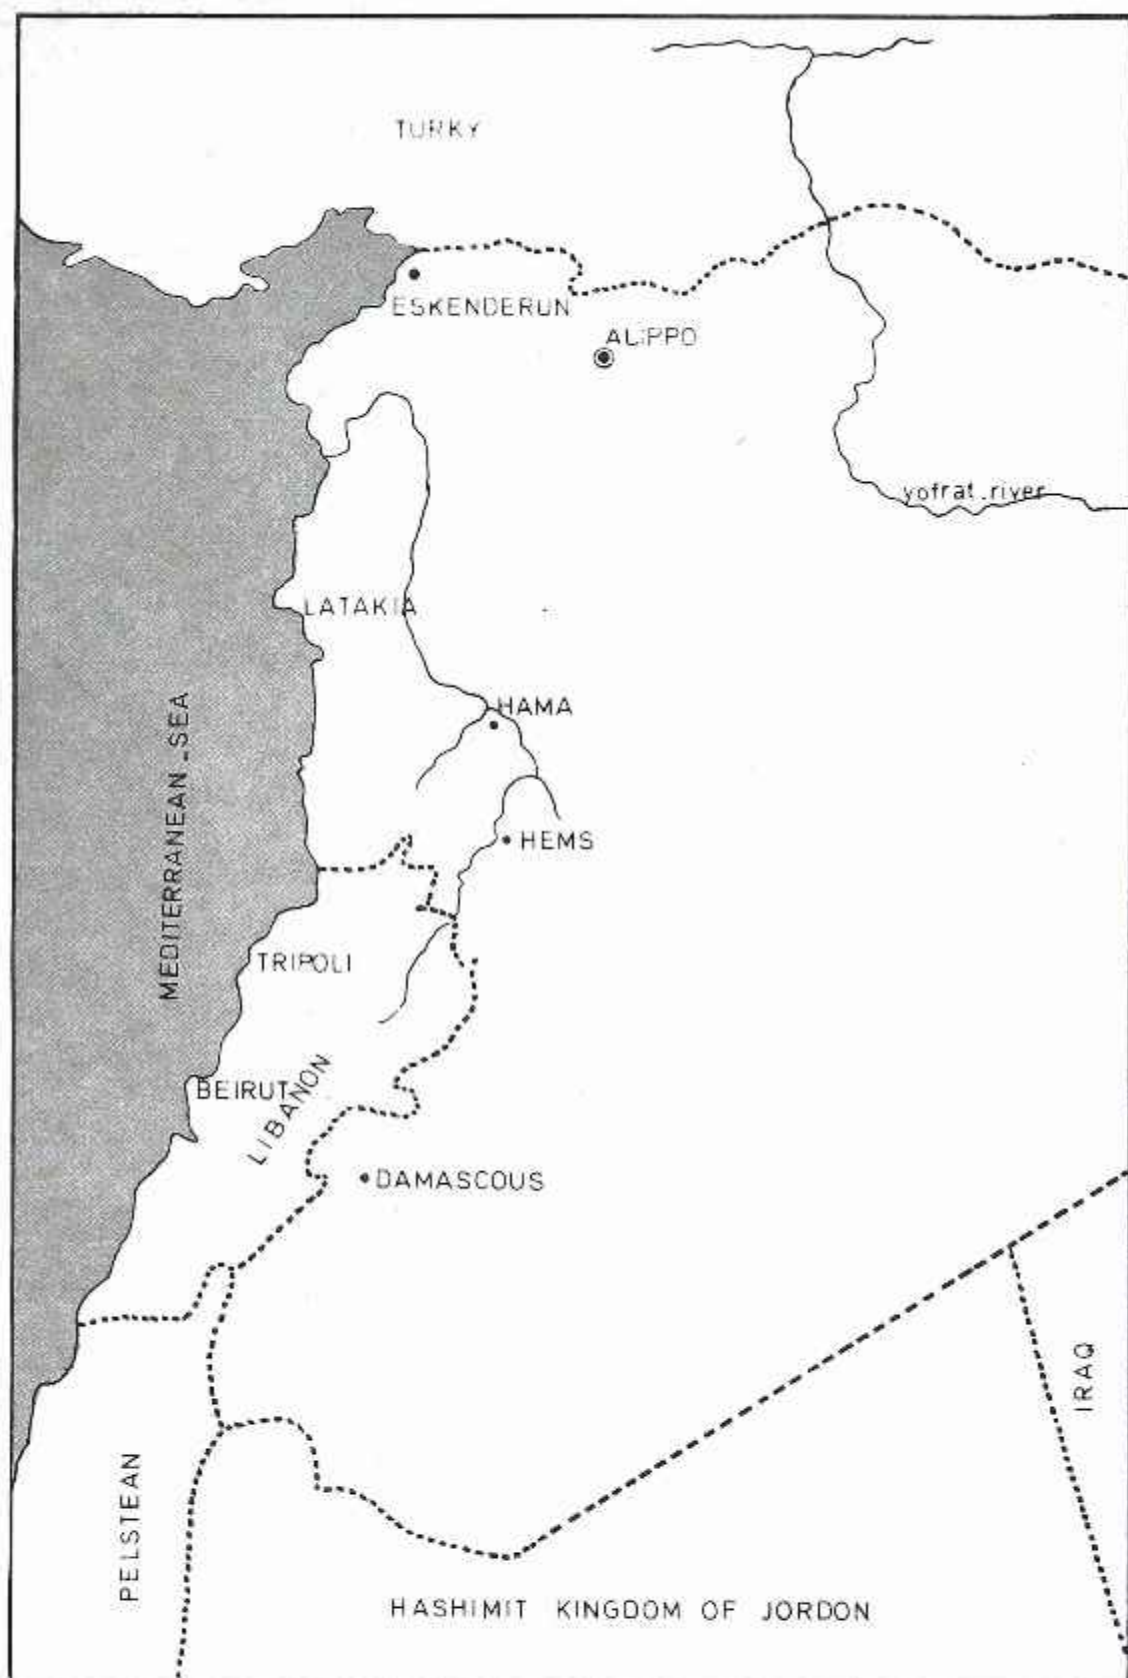 TURKY
ESKENDERUN
ALIPPO
yofrat river
LATAKIA
HAMA
MEDITERRANEAN SEA
HEMS
TRIPOLI
BEIRUT
LIBANON
DAMASCOUS
IRAQ
PELSTEAN
HASHIMIT KINGDOM OF JORDON